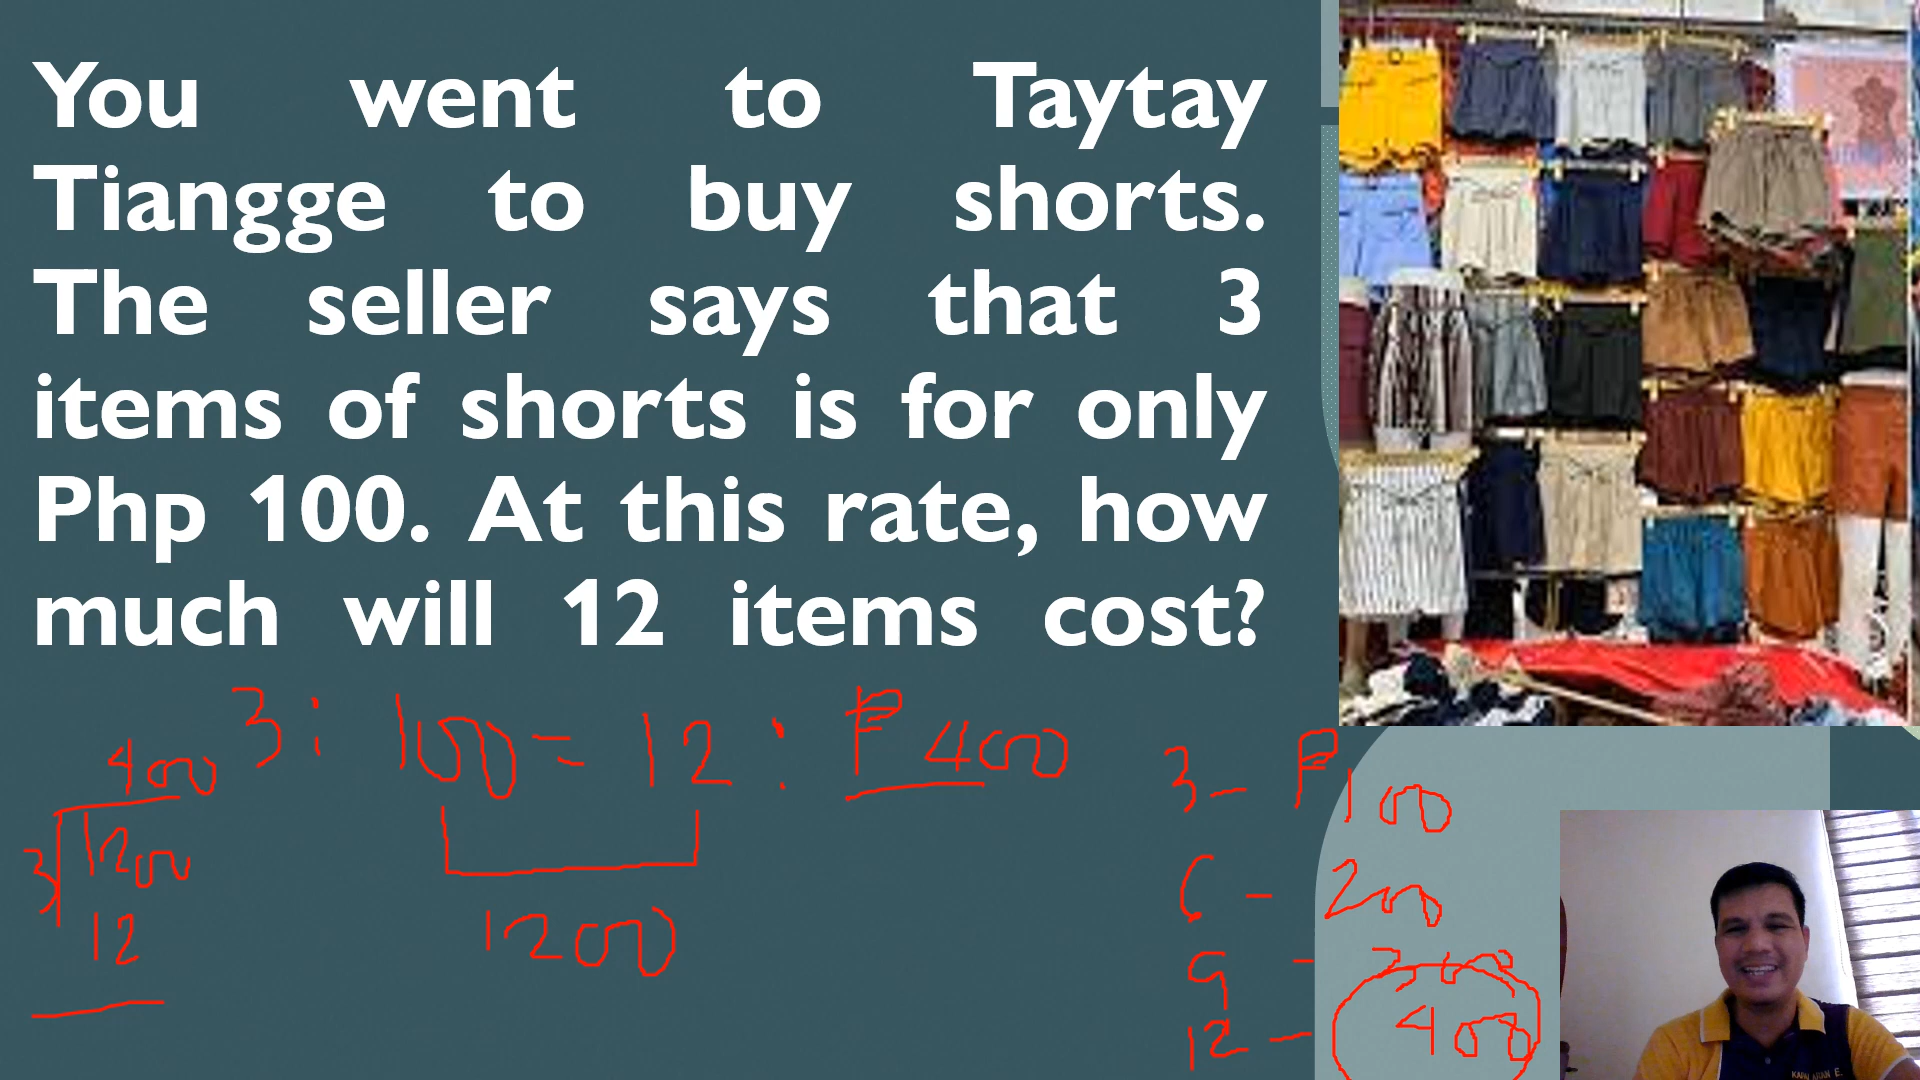 You went to Taytay
Tiangge to buy shorts.
The seller says that 3
items of shorts is for only
Php 100. At this rate, how
much will 12 items cost?
3 : 100 = 12 : ₱ 400
1200
400
3 1200
12
3 - ₱100
6 - 200
9 - 300
12 - 400